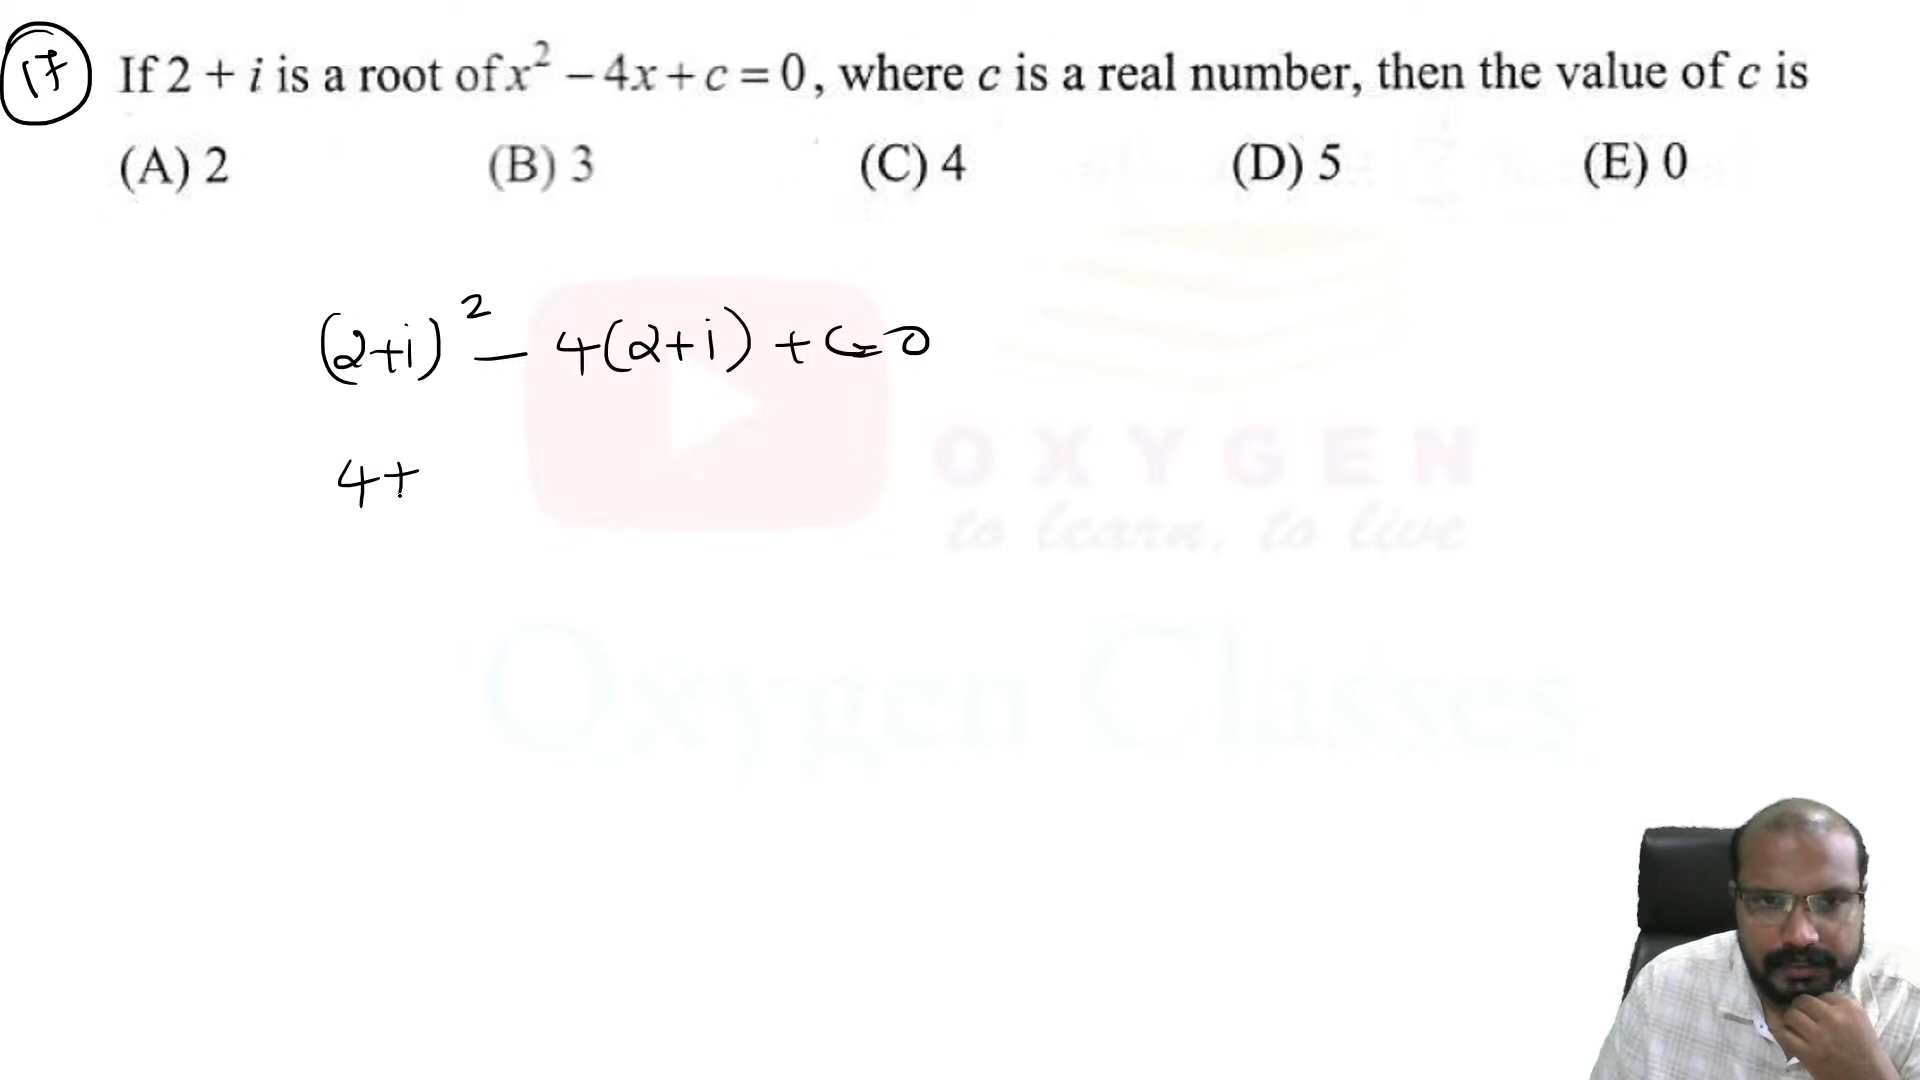 17 If 2 + i is a root of x² − 4x + c = 0, where c is a real number, then the value of c is
(A) 2 (B) 3 (C) 4 (D) 5 (E) 0
(2+i)² − 4(2+i) + c = 0
4+
OXYGEN
to learn, to live
Oxygen Classes